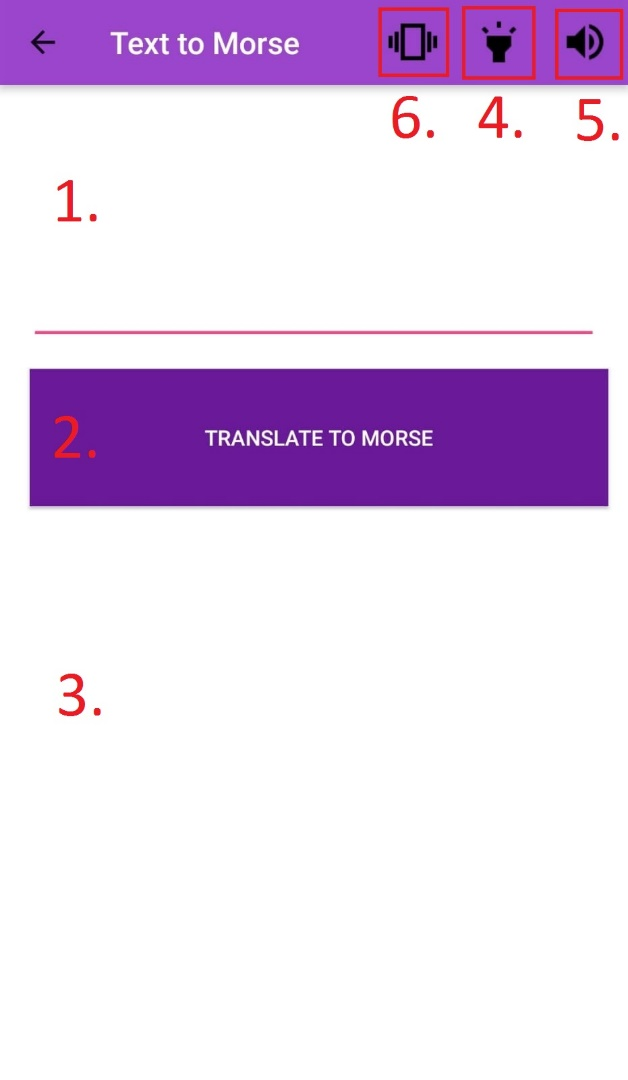 Text to Morse
6. 4. 5.
1.
2. TRANSLATE TO MORSE
3.